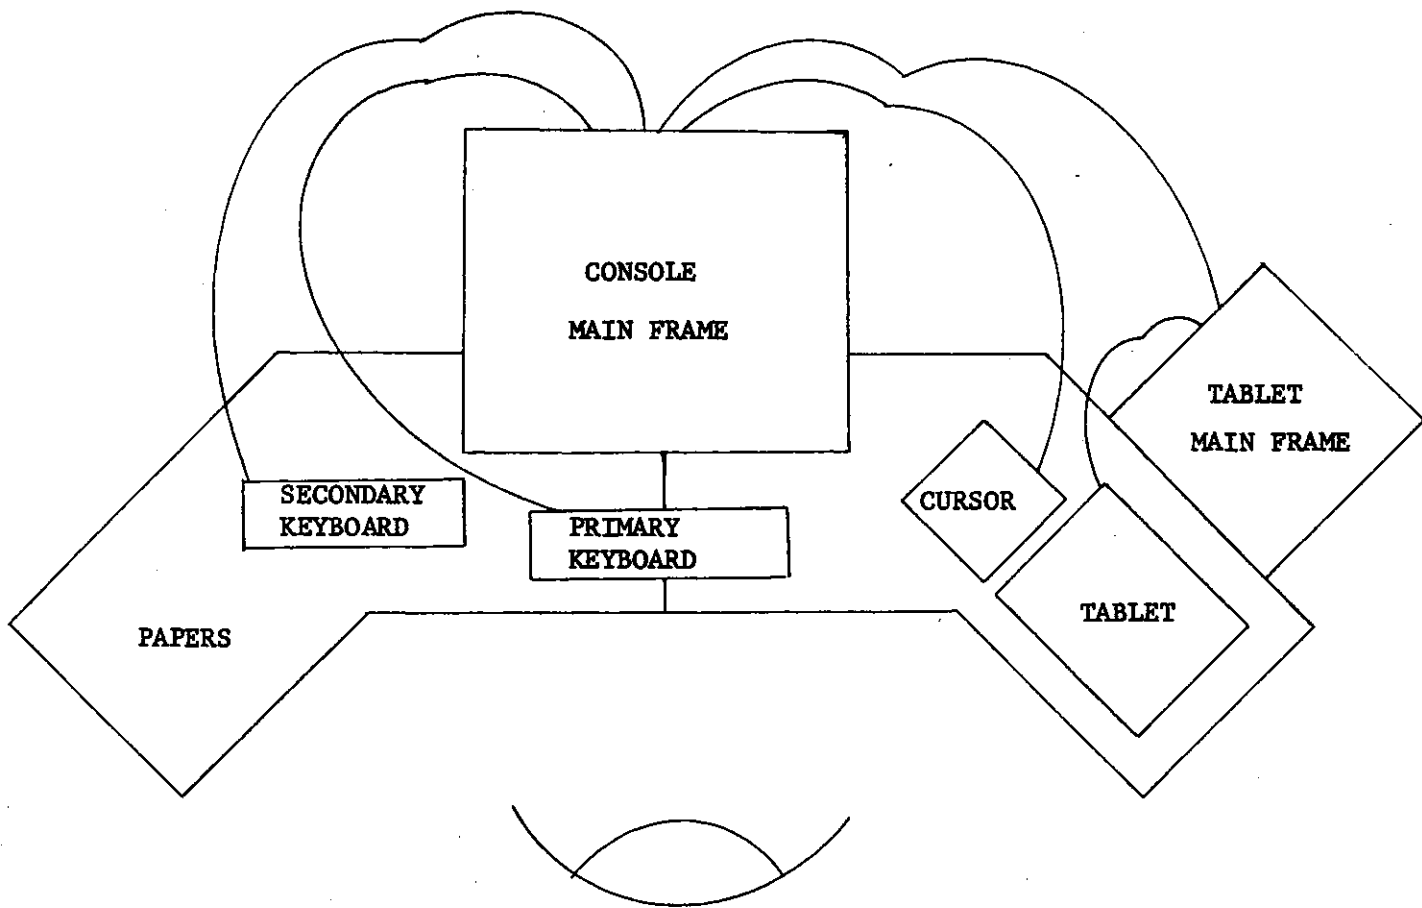 CONSOLE
MAIN FRAME
TABLET
MAIN FRAME
SECONDARY
KEYBOARD
PRIMARY
KEYBOARD
CURSOR
TABLET
PAPERS